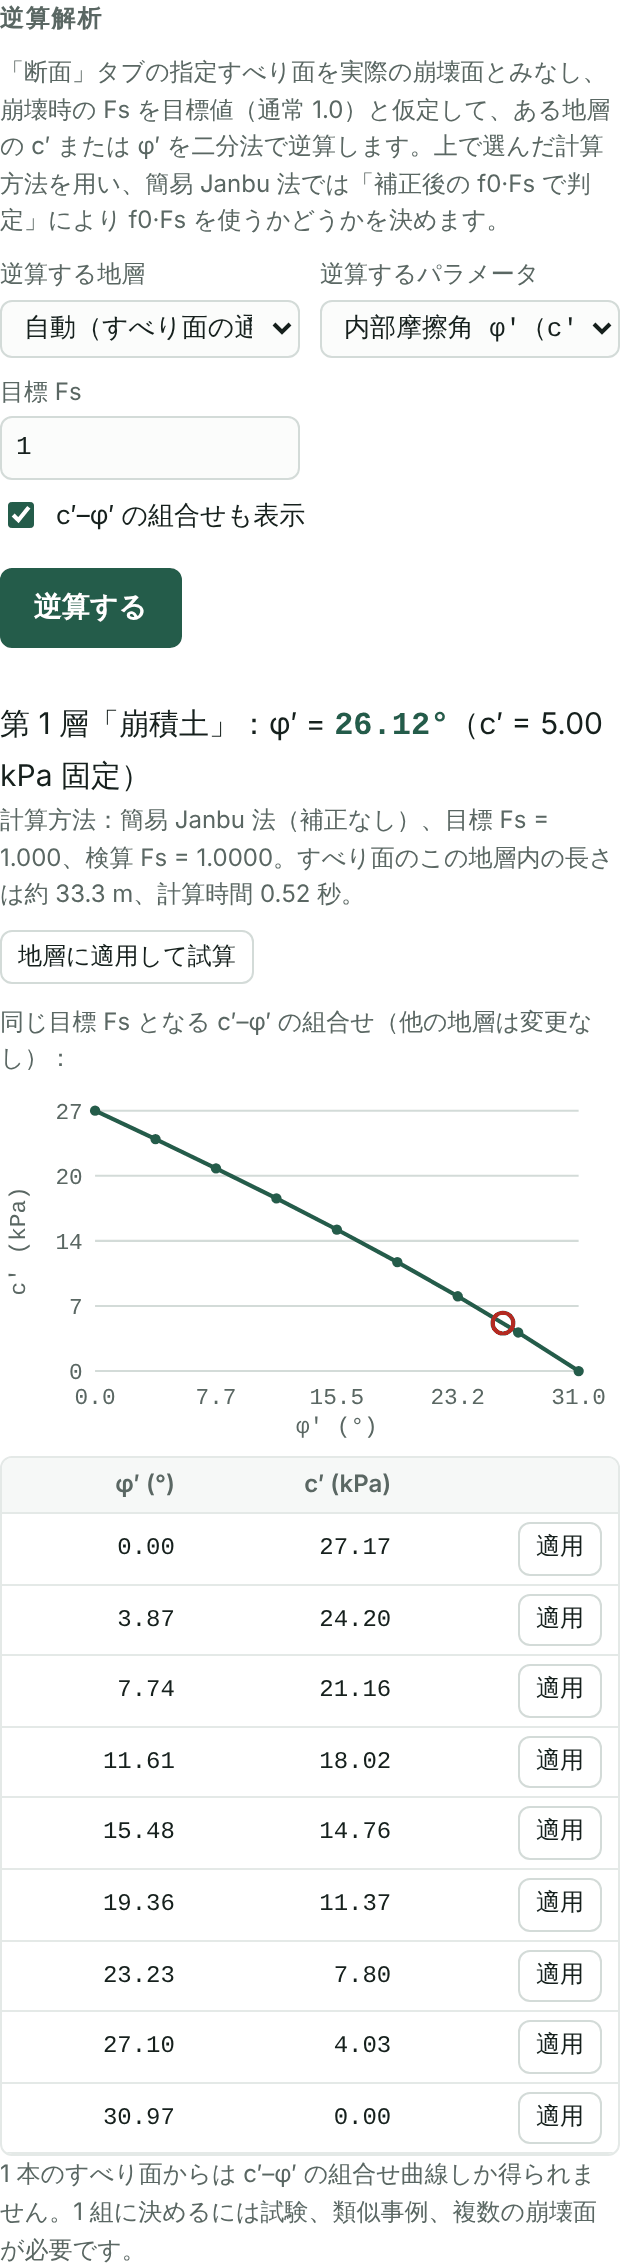 逆算解析
「断面」タブの指定すべり面を実際の崩壊面とみなし、
崩壊時の Fs を目標値（通常 1.0）と仮定して、ある地層
の c′ または φ′ を二分法で逆算します。上で選んだ計算
方法を用い、簡易 Janbu 法では「補正後の f0·Fs で判
定」により f0·Fs を使うかどうかを決めます。
逆算する地層
逆算するパラメータ
自動（すべり面の通
内部摩擦角 φ'（c'
目標 Fs
1
c′–φ′ の組合せも表示
逆算する
第 1 層「崩積土」：φ′ = 26.12°（c′ = 5.00
kPa 固定）
計算方法：簡易 Janbu 法（補正なし）、目標 Fs =
1.000、検算 Fs = 1.0000。すべり面のこの地層内の長さ
は約 33.3 m、計算時間 0.52 秒。
地層に適用して試算
同じ目標 Fs となる c′–φ′ の組合せ（他の地層は変更な
し）：
27
20
14
7
0
c' (kPa)
0.0 7.7 15.5 23.2 31.0
φ' (°)
φ′ (°) c′ (kPa)
0.00 27.17 適用
3.87 24.20 適用
7.74 21.16 適用
11.61 18.02 適用
15.48 14.76 適用
19.36 11.37 適用
23.23 7.80 適用
27.10 4.03 適用
30.97 0.00 適用
1 本のすべり面からは c′–φ′ の組合せ曲線しか得られま
せん。1 組に決めるには試験、類似事例、複数の崩壊面
が必要です。